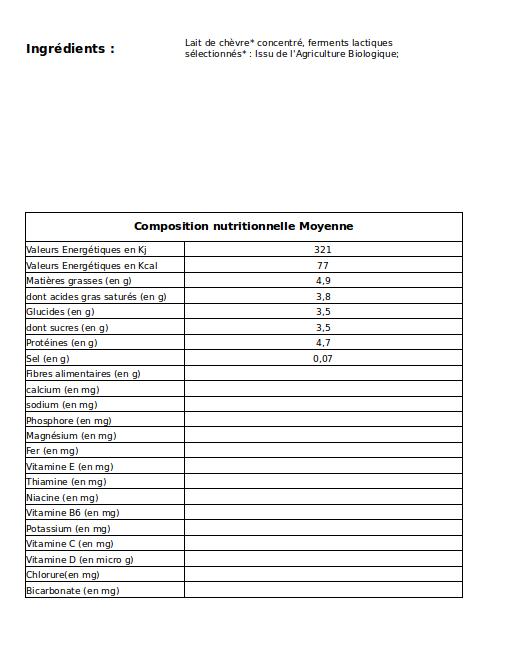 Ingrédients :
Lait de chèvre* concentré, ferments lactiques
sélectionnés* : Issu de l'Agriculture Biologique;
Composition nutritionnelle Moyenne
Valeurs Energétiques en Kj 321
Valeurs Energétiques en Kcal 77
Matières grasses (en g) 4,9
dont acides gras saturés (en g) 3,8
Glucides (en g) 3,5
dont sucres (en g) 3,5
Protéines (en g) 4,7
Sel (en g) 0,07
Fibres alimentaires (en g)
calcium (en mg)
sodium (en mg)
Phosphore (en mg)
Magnésium (en mg)
Fer (en mg)
Vitamine E (en mg)
Thiamine (en mg)
Niacine (en mg)
Vitamine B6 (en mg)
Potassium (en mg)
Vitamine C (en mg)
Vitamine D (en micro g)
Chlorure(en mg)
Bicarbonate (en mg)